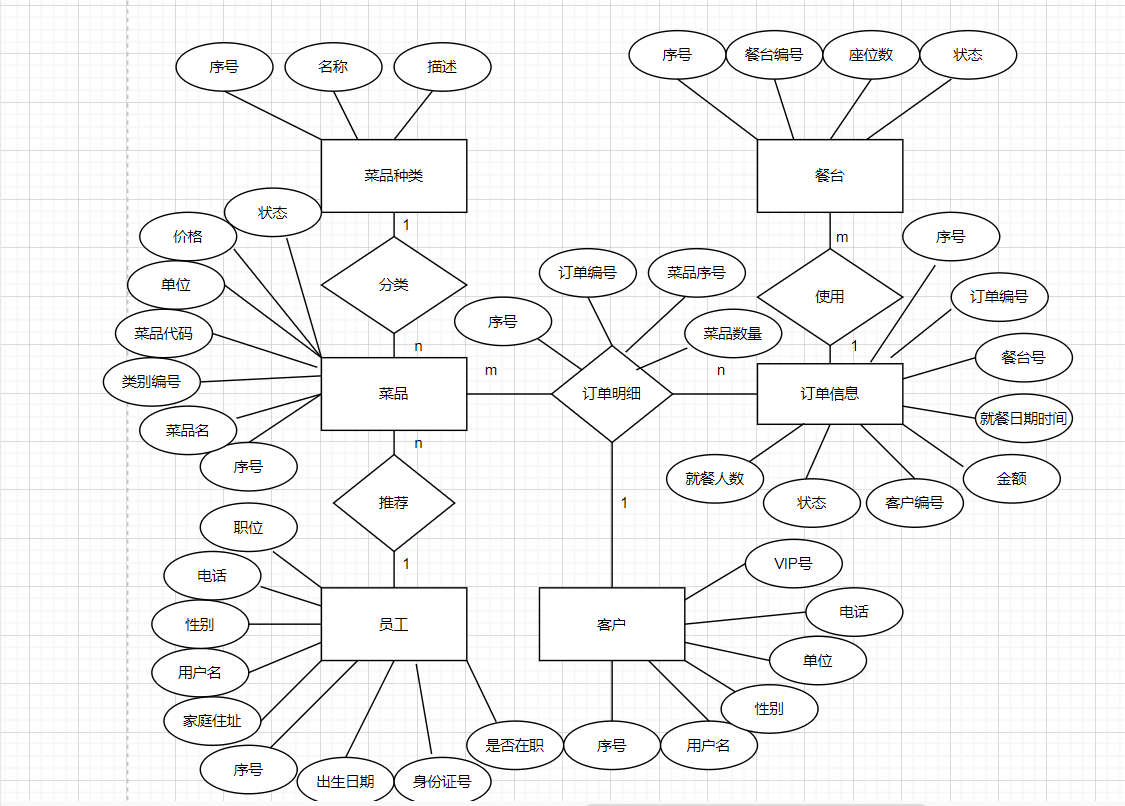 序号
名称
描述
序号
餐台编号
座位数
状态
菜品种类
餐台
状态
1
价格
m
序号
分类
订单编号
菜品序号
使用
订单编号
单位
序号
菜品数量
菜品代码
n
1
餐台号
类别编号
m
n
菜品
订单明细
订单信息
就餐日期时间
菜品名
n
序号
就餐人数
金额
推荐
1
状态
客户编号
职位
1
VIP号
电话
电话
性别
员工
客户
单位
用户名
性别
家庭住址
序号
出生日期
身份证号
是否在职
序号
用户名